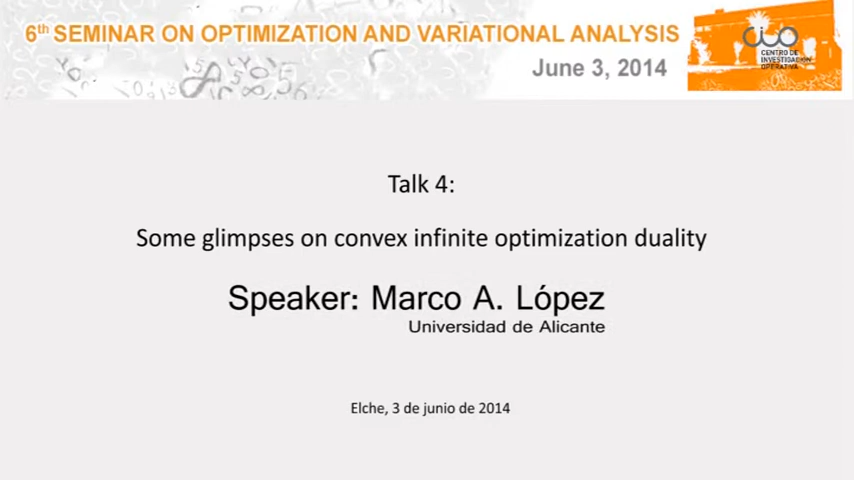 6th SEMINAR ON OPTIMIZATION AND VARIATIONAL ANALYSIS
June 3, 2014
CIO
CENTRO DE
INVESTIGACIÓN
OPERATIVA
Talk 4:
Some glimpses on convex infinite optimization duality
Speaker: Marco A. López
Universidad de Alicante
Elche, 3 de junio de 2014